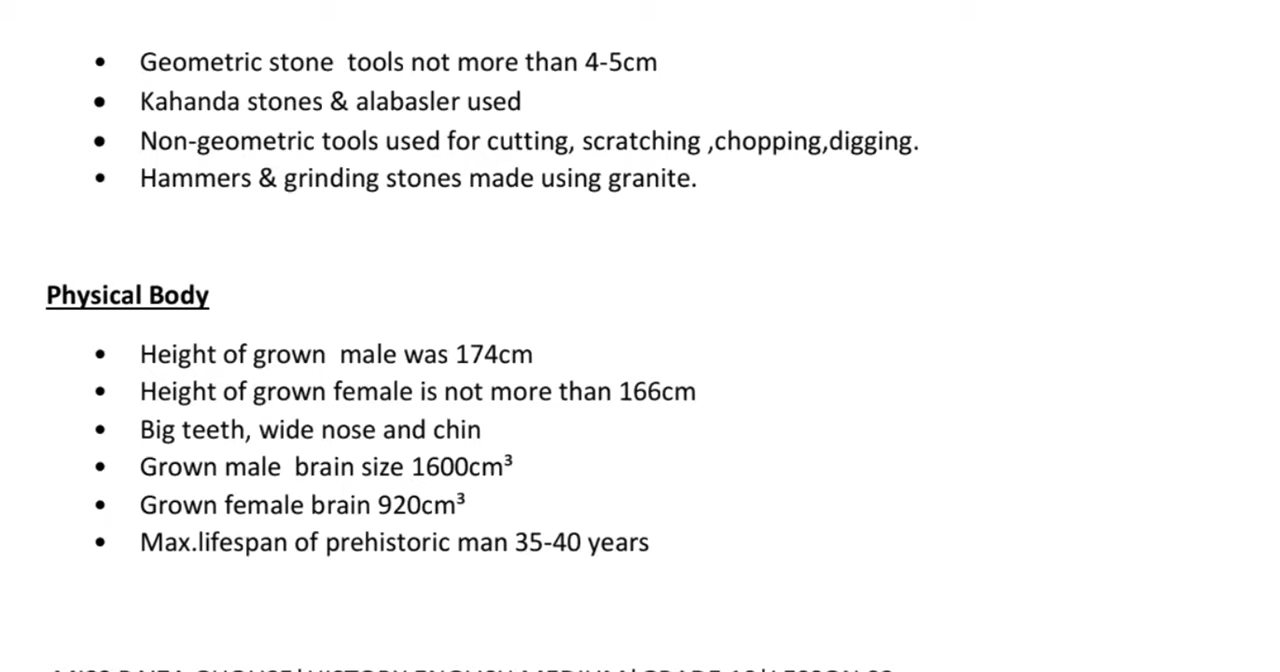 • Geometric stone  tools not more than 4-5cm
• Kahanda stones & alabasler used
• Non-geometric tools used for cutting, scratching ,chopping,digging.
• Hammers & grinding stones made using granite.
Physical Body
• Height of grown  male was 174cm
• Height of grown female is not more than 166cm
• Big teeth, wide nose and chin
• Grown male  brain size 1600cm³
• Grown female brain 920cm³
• Max.lifespan of prehistoric man 35-40 years